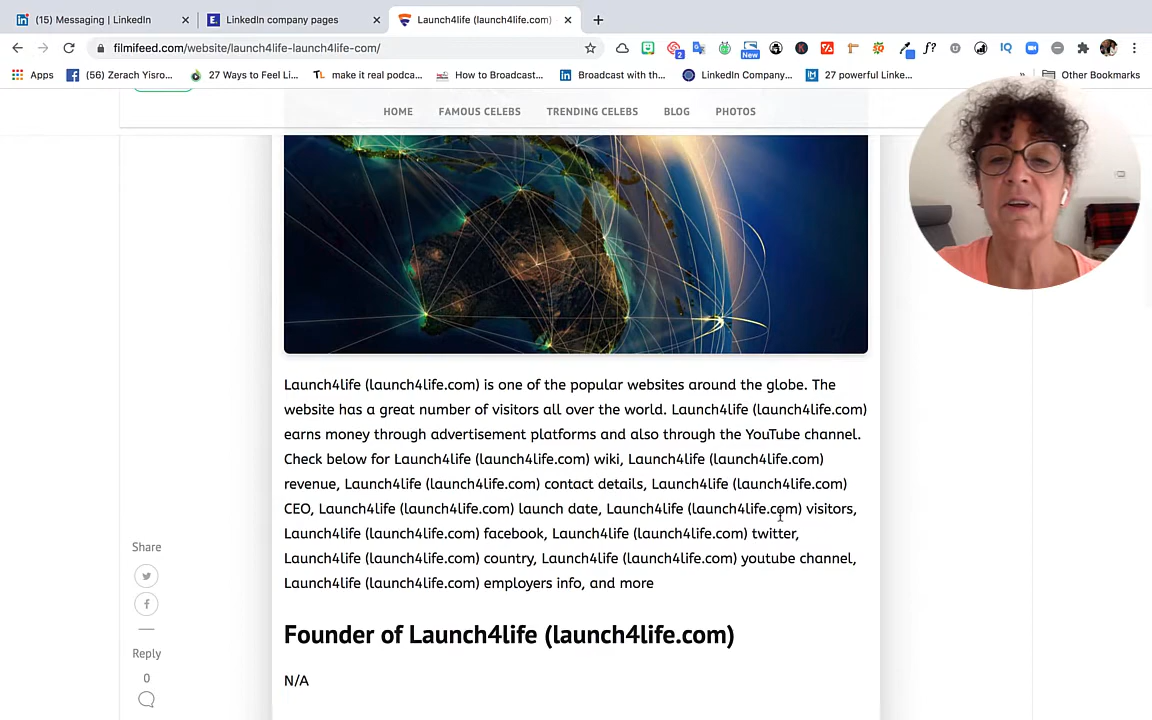 (15) Messaging | LinkedIn
LinkedIn company pages
Launch4life (launch4life.com)
filmifeed.com/website/launch4life-launch4life-com/
2
New
f?
IQ
Apps
(56) Zerach Yisro...
27 Ways to Feel Li...
make it real podca...
How to Broadcast...
Broadcast with th...
LinkedIn Company...
27 powerful Linke...
»
Other Bookmarks
HOME
FAMOUS CELEBS
TRENDING CELEBS
BLOG
PHOTOS
Launch4life (launch4life.com) is one of the popular websites around the globe. The
website has a great number of visitors all over the world. Launch4life (launch4life.com)
earns money through advertisement platforms and also through the YouTube channel.
Check below for Launch4life (launch4life.com) wiki, Launch4life (launch4life.com)
revenue, Launch4life (launch4life.com) contact details, Launch4life (launch4life.com)
CEO, Launch4life (launch4life.com) launch date, Launch4life (launch4life.com) visitors,
Launch4life (launch4life.com) facebook, Launch4life (launch4life.com) twitter,
Launch4life (launch4life.com) country, Launch4life (launch4life.com) youtube channel,
Launch4life (launch4life.com) employers info, and more
Share
Founder of Launch4life (launch4life.com)
Reply
0
N/A